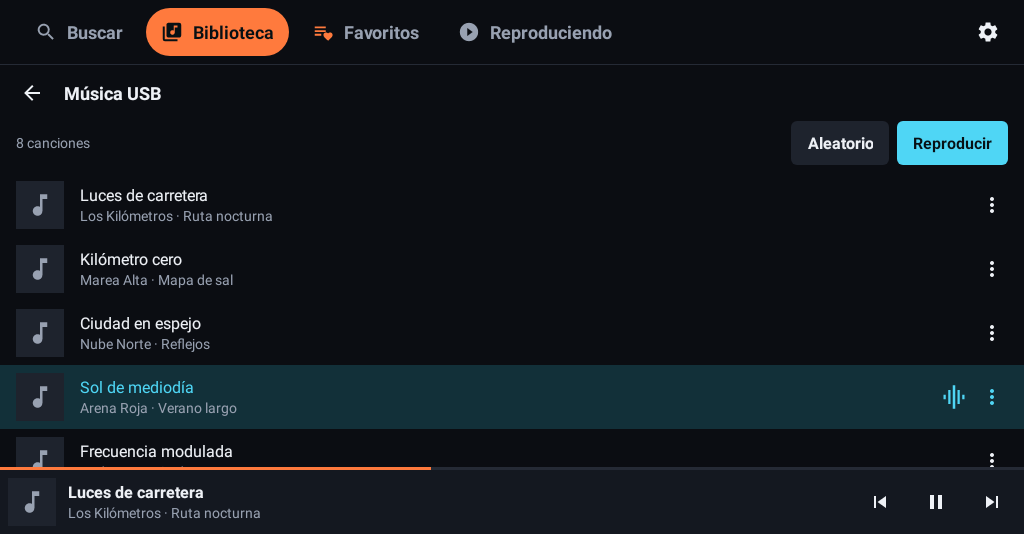 Buscar
Biblioteca
Favoritos
Reproduciendo
Música USB
8 canciones
Aleatorio
Reproducir
Luces de carretera
Los Kilómetros · Ruta nocturna
Kilómetro cero
Marea Alta · Mapa de sal
Ciudad en espejo
Nube Norte · Reflejos
Sol de mediodía
Arena Roja · Verano largo
Frecuencia modulada
Luces de carretera
Los Kilómetros · Ruta nocturna